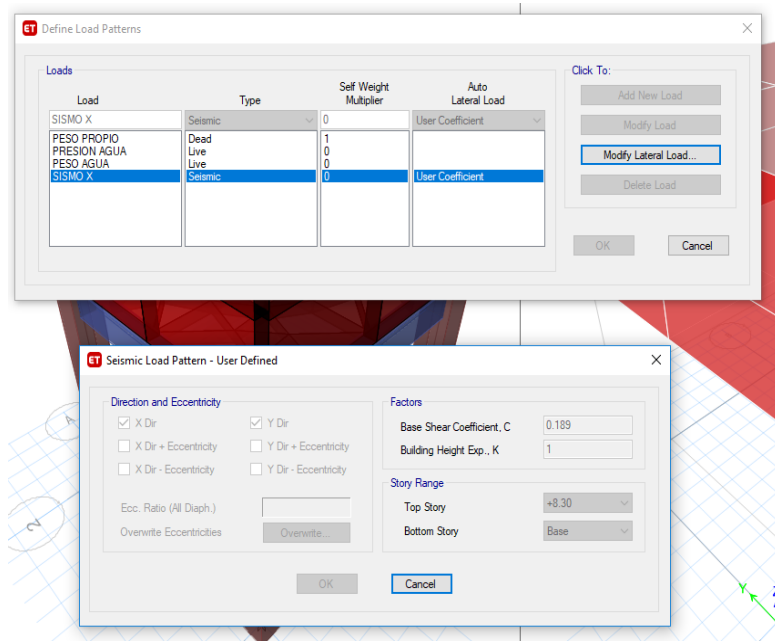 ET Define Load Patterns
Loads
Click To:
Load Type Self Weight Multiplier Auto Lateral Load
SISMO X Seismic 0 User Coefficient
PESO PROPIO Dead 1
PRESION AGUA Live 0
PESO AGUA Live 0
SISMO X Seismic 0 User Coefficient
Add New Load
Modify Load
Modify Lateral Load...
Delete Load
OK Cancel
ET Seismic Load Pattern - User Defined
Direction and Eccentricity
X Dir Y Dir
X Dir + Eccentricity Y Dir + Eccentricity
X Dir - Eccentricity Y Dir - Eccentricity
Ecc. Ratio (All Diaph.)
Overwrite Eccentricities Overwrite...
Factors
Base Shear Coefficient, C 0.189
Building Height Exp., K 1
Story Range
Top Story +8.30
Bottom Story Base
OK Cancel
A
2
Y